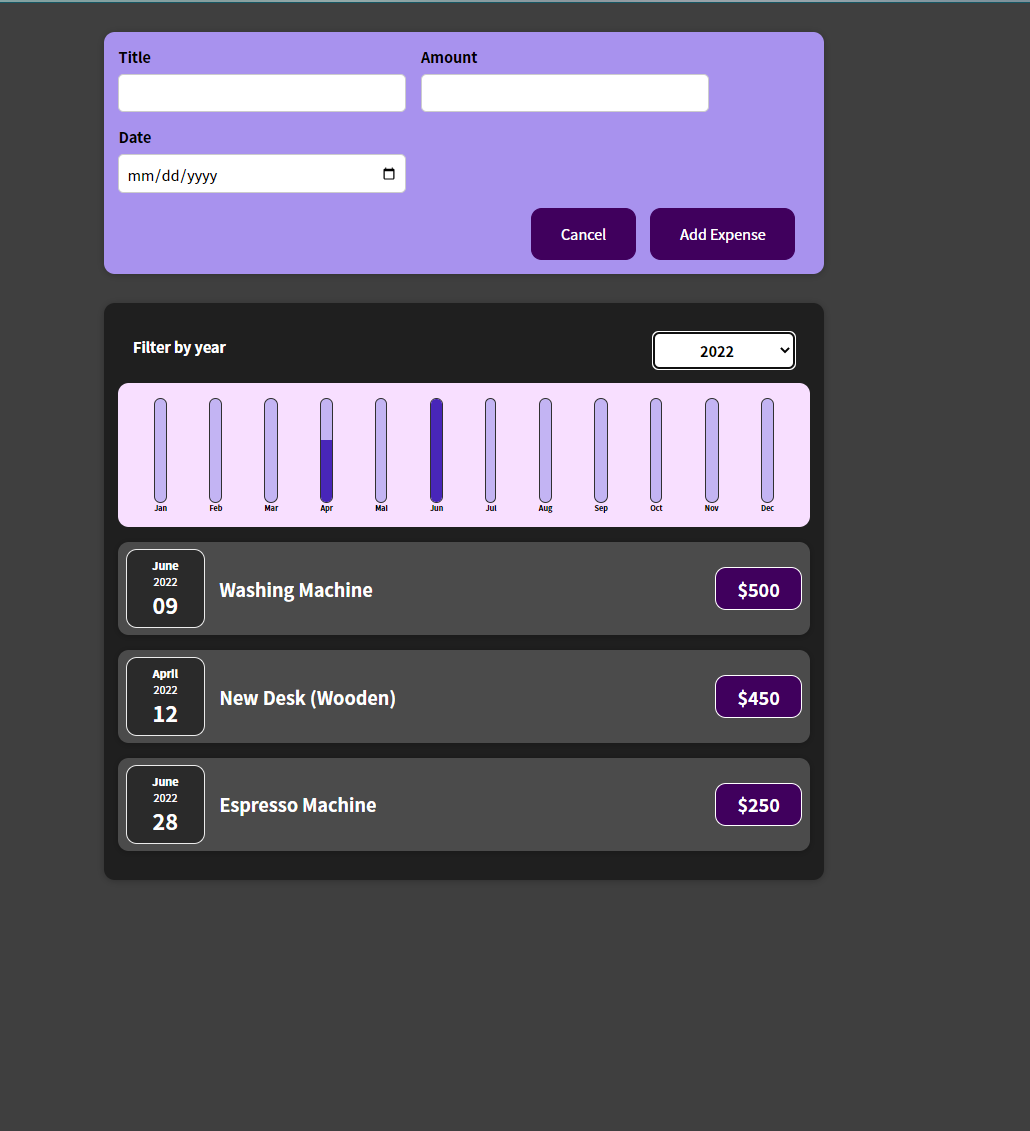 Title Amount
Date
mm/dd/yyyy
Cancel Add Expense
Filter by year 2022
Jan Feb Mar Apr Mai Jun Jul Aug Sep Oct Nov Dec
June
2022
09
Washing Machine $500
April
2022
12
New Desk (Wooden) $450
June
2022
28
Espresso Machine $250